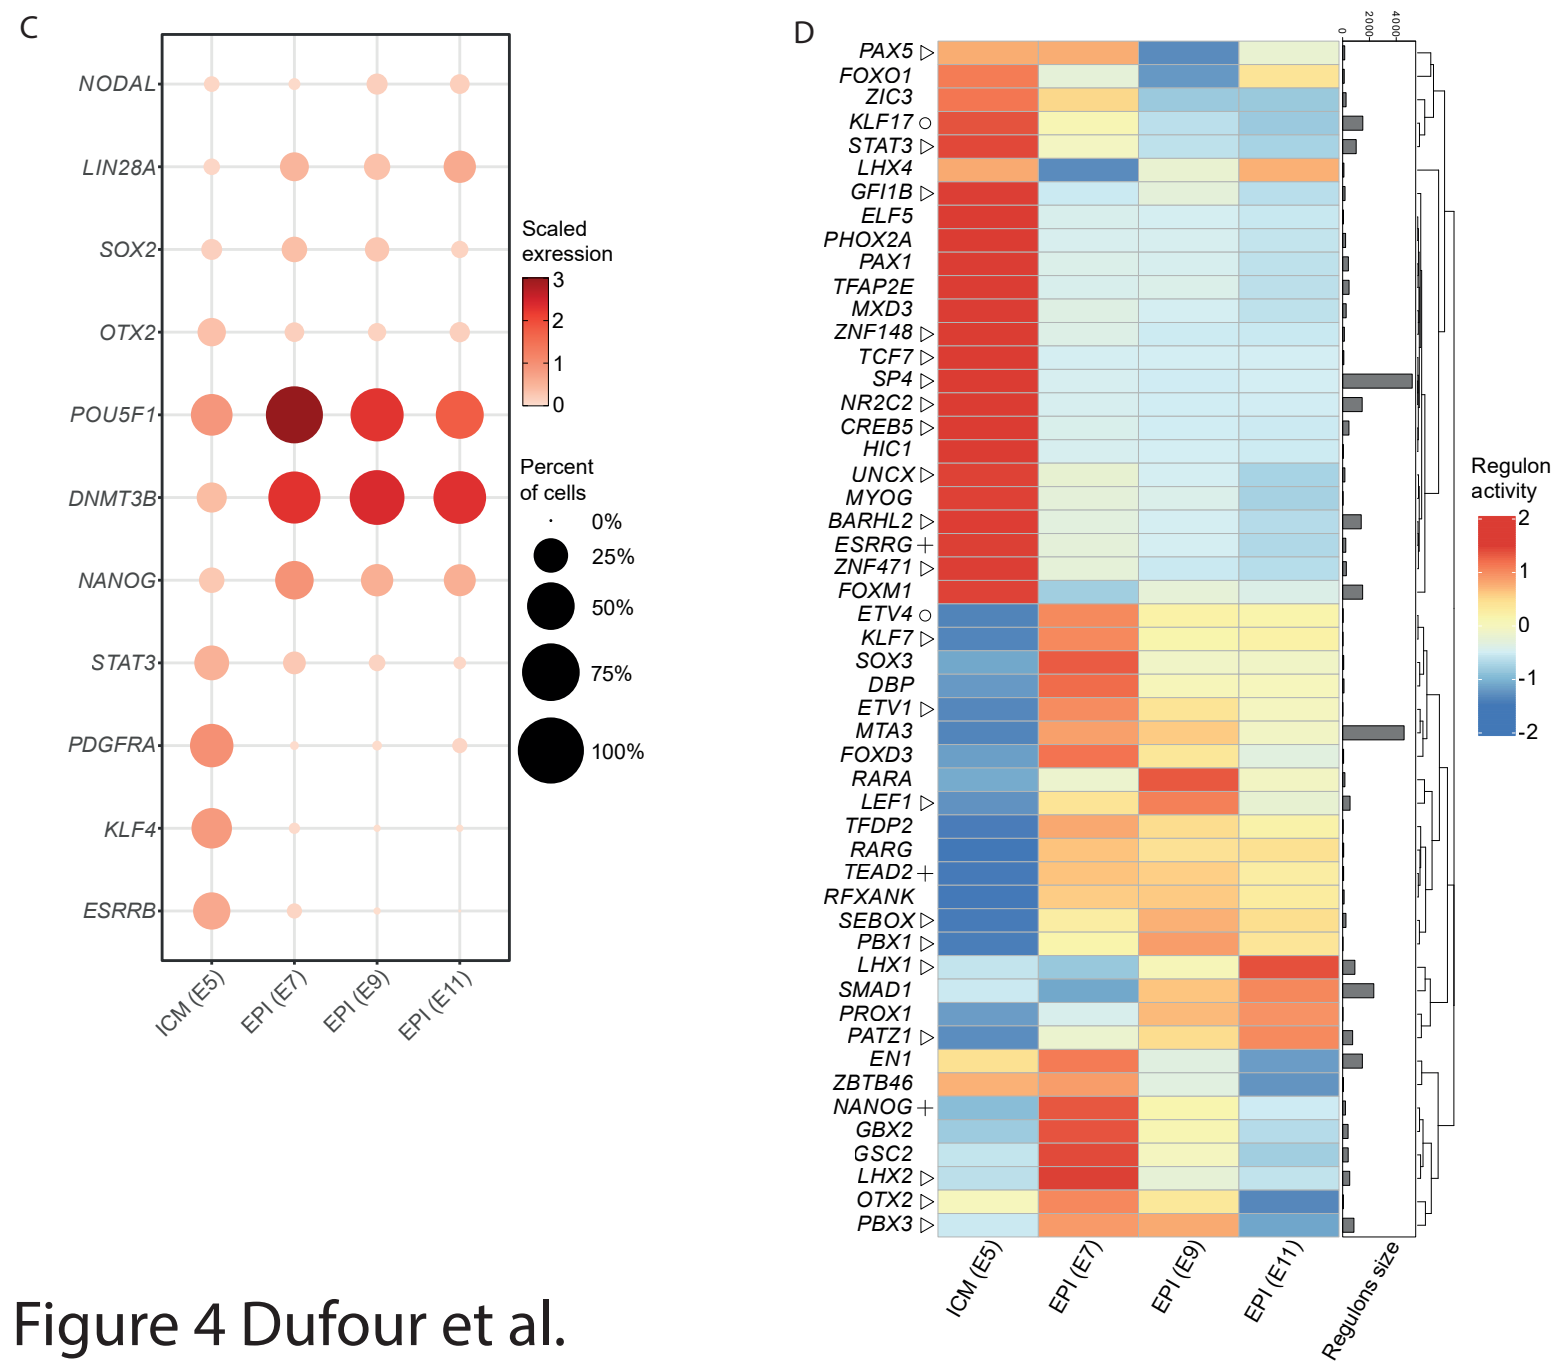 C
NODAL
LIN28A
SOX2
OTX2
POU5F1
DNMT3B
NANOG
STAT3
PDGFRA
KLF4
ESRRB
ICM (E5)
EPI (E7)
EPI (E9)
EPI (E11)
Scaled
exression
3
2
1
0
Percent
of cells
0%
25%
50%
75%
100%
D
0
2000
4000
PAX5 ▷
FOXO1
ZIC3
KLF17 ○
STAT3 ▷
LHX4
GFI1B ▷
ELF5
PHOX2A
PAX1
TFAP2E
MXD3
ZNF148 ▷
TCF7 ▷
SP4 ▷
NR2C2 ▷
CREB5 ▷
HIC1
UNCX ▷
MYOG
BARHL2 ▷
ESRRG +
ZNF471 ▷
FOXM1
ETV4 ○
KLF7 ▷
SOX3
DBP
ETV1 ▷
MTA3
FOXD3
RARA
LEF1 ▷
TFDP2
RARG
TEAD2 +
RFXANK
SEBOX ▷
PBX1 ▷
LHX1 ▷
SMAD1
PROX1
PATZ1 ▷
EN1
ZBTB46
NANOG +
GBX2
GSC2
LHX2 ▷
OTX2 ▷
PBX3 ▷
ICM (E5)
EPI (E7)
EPI (E9)
EPI (E11)
Regulons size
Regulon
activity
2
1
0
-1
-2
Figure 4 Dufour et al.